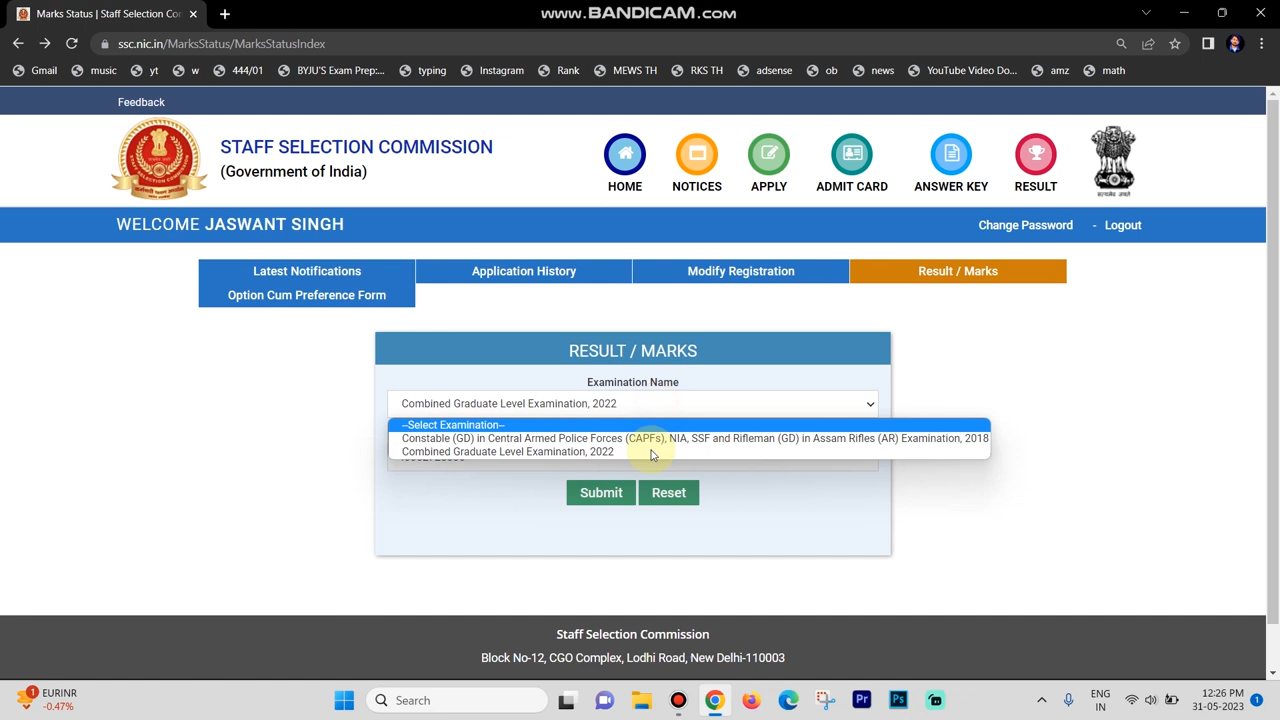 Marks Status | Staff Selection Co
www.BANDICAM.com
ssc.nic.in/MarksStatus/MarksStatusIndex
Gmail music yt w 444/01 BYJU'S Exam Prep:... typing Instagram Rank MEWS TH RKS TH adsense ob news YouTube Video Do... amz math
Feedback
STAFF SELECTION COMMISSION
(Government of India)
HOME NOTICES APPLY ADMIT CARD ANSWER KEY RESULT
WELCOME JASWANT SINGH
Change Password - Logout
Latest Notifications Application History Modify Registration Result / Marks
Option Cum Preference Form
RESULT / MARKS
Examination Name
Combined Graduate Level Examination, 2022
--Select Examination--
Constable (GD) in Central Armed Police Forces (CAPFs), NIA, SSF and Rifleman (GD) in Assam Rifles (AR) Examination, 2018
Combined Graduate Level Examination, 2022
Submit Reset
Staff Selection Commission
Block No-12, CGO Complex, Lodhi Road, New Delhi-110003
1 EURINR
-0.47%
Search
Pr Ps
ENG
IN
12:26 PM
31-05-2023
1